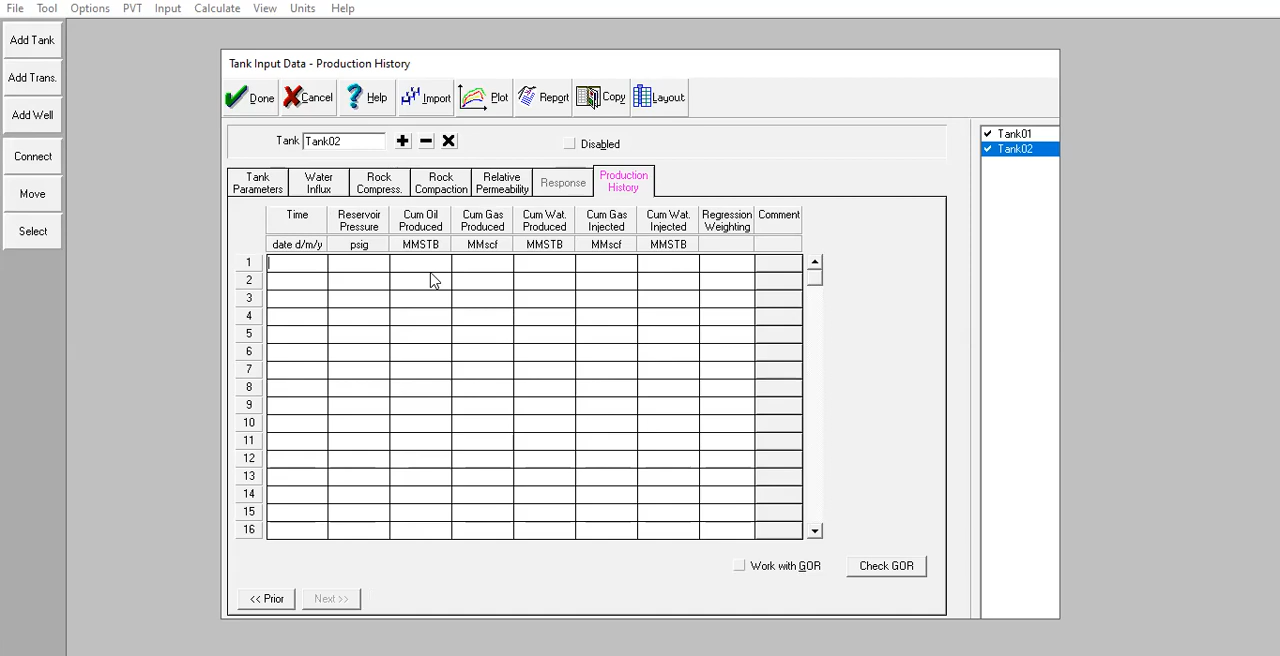 File Tool Options PVT Input Calculate View Units Help
Add Tank
Add Trans.
Add Well
Connect
Move
Select
Tank Input Data - Production History
Done Cancel Help Import Plot Report Copy Layout
Tank Tank02 Disabled
Tank01
Tank02
Tank Parameters
Water Influx
Rock Compress.
Rock Compaction
Relative Permeability
Response
Production History
Time
Reservoir Pressure
Cum Oil Produced
Cum Gas Produced
Cum Wat. Produced
Cum Gas Injected
Cum Wat. Injected
Regression Weighting
Comment
date d/m/y psig MMSTB MMscf MMSTB MMscf MMSTB
1
2
3
4
5
6
7
8
9
10
11
12
13
14
15
16
Work with GOR Check GOR
<< Prior Next >>